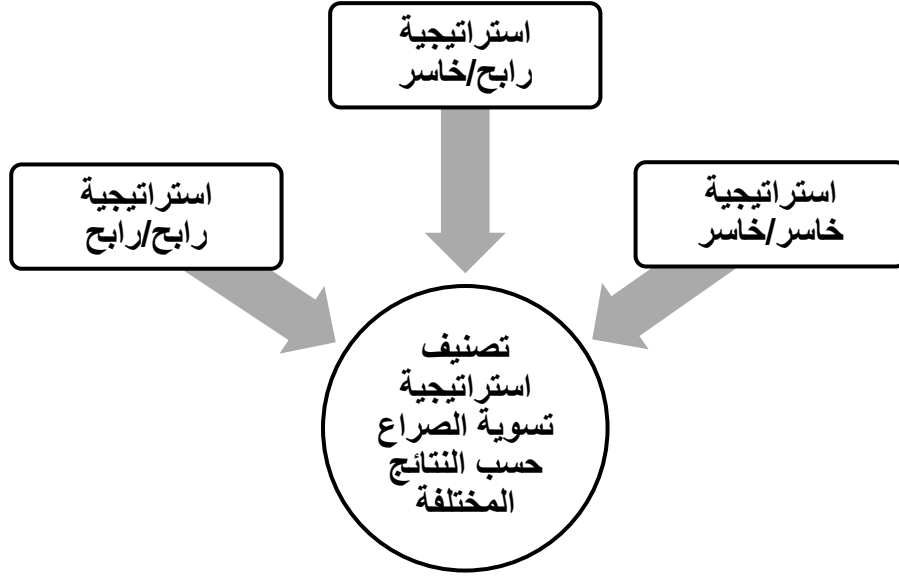 استراتيجية
رابح/خاسر
استراتيجية
خاسر/خاسر
استراتيجية
رابح/رابح
تصنيف
استراتيجية
تسوية الصراع
حسب النتائج
المختلفة